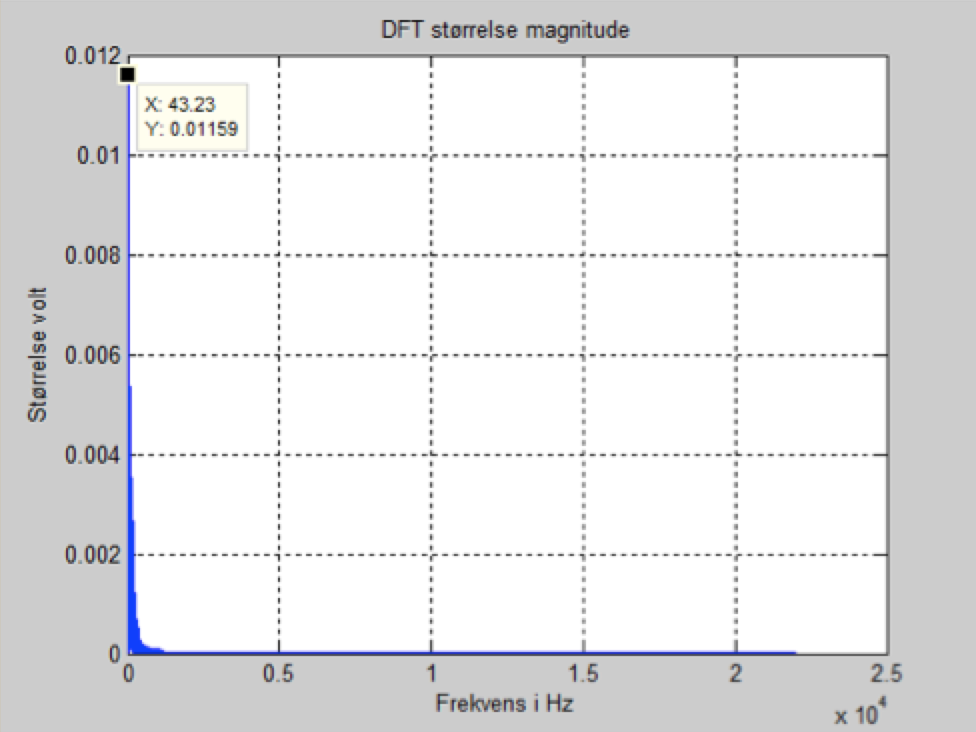 DFT størrelse magnitude
0.012
X: 43.23
Y: 0.01159
0.01
0.008
0.006
0.004
0.002
0
Størrelse volt
0 0.5 1 1.5 2 2.5
Frekvens i Hz
x 10^4